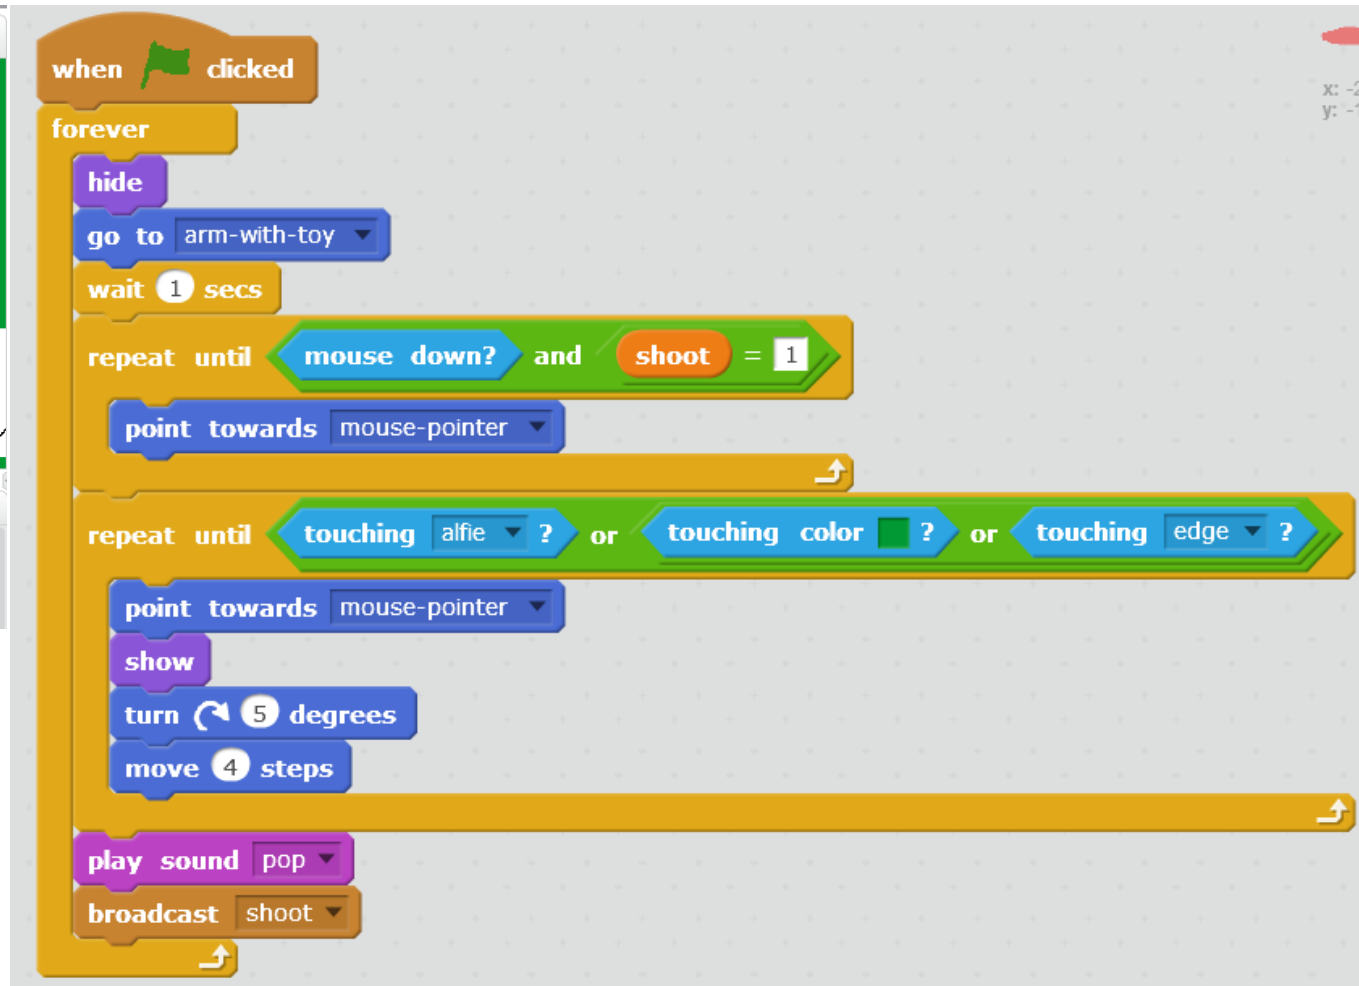 when clicked
forever
hide
go to arm-with-toy
wait 1 secs
repeat until mouse down? and shoot = 1
point towards mouse-pointer
repeat until touching alfie ? or touching color ? or touching edge ?
point towards mouse-pointer
show
turn 5 degrees
move 4 steps
play sound pop
broadcast shoot
x: -2
y: -1